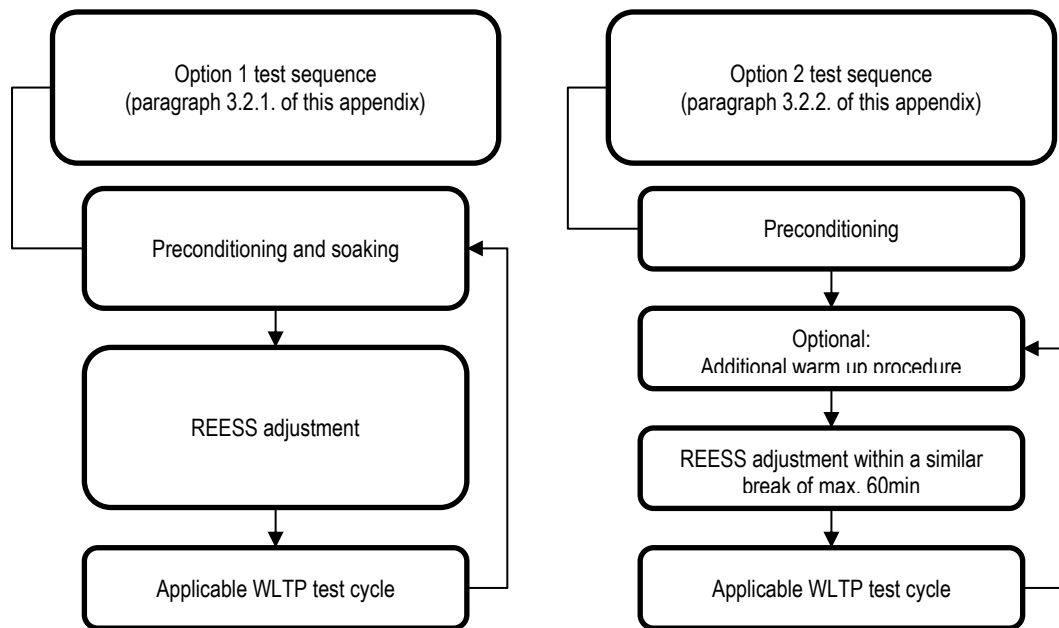 Option 1 test sequence
(paragraph 3.2.1. of this appendix)
Preconditioning and soaking
REESS adjustment
Applicable WLTP test cycle
Option 2 test sequence
(paragraph 3.2.2. of this appendix)
Preconditioning
Optional:
Additional warm up procedure
REESS adjustment within a similar
break of max. 60min
Applicable WLTP test cycle